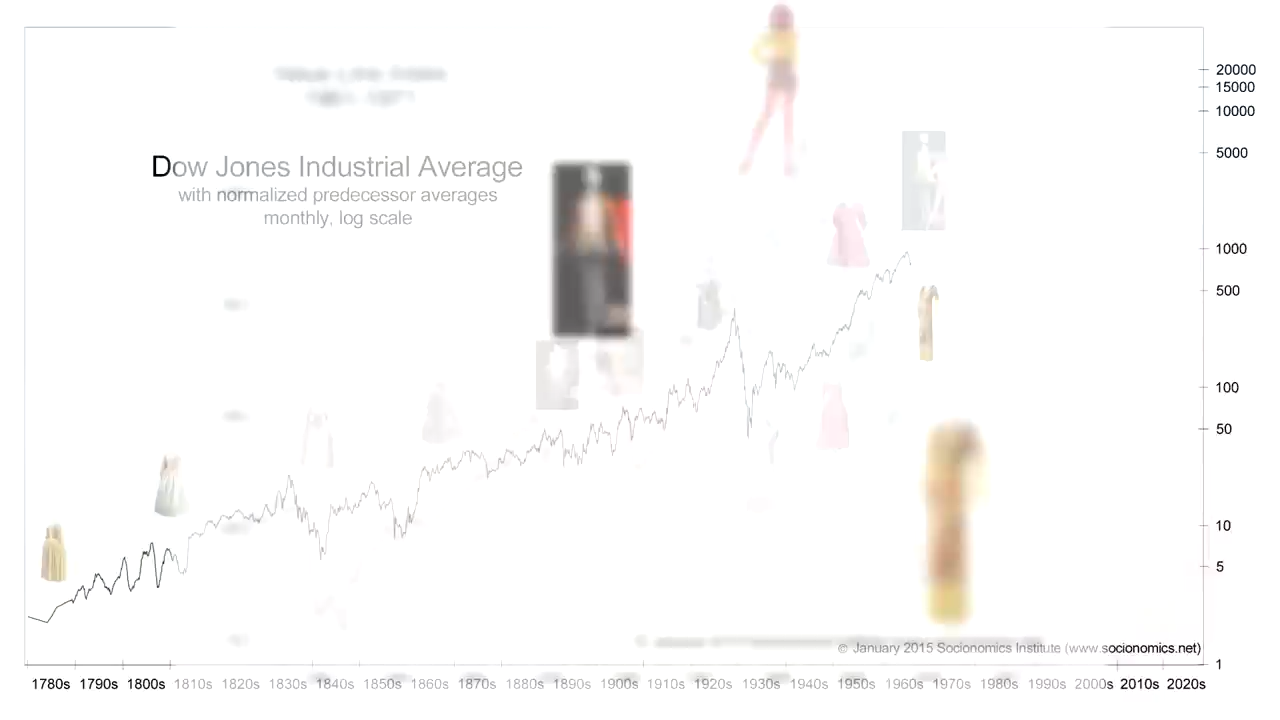 Dow Jones Industrial Average
with normalized predecessor averages
monthly, log scale
20000
15000
10000
5000
1000
500
100
50
10
5
1
© January 2015 Socionomics Institute (www.socionomics.net)
1780s 1790s 1800s 1810s 1820s 1830s 1840s 1850s 1860s 1870s 1880s 1890s 1900s 1910s 1920s 1930s 1940s 1950s 1960s 1970s 1980s 1990s 2000s 2010s 2020s